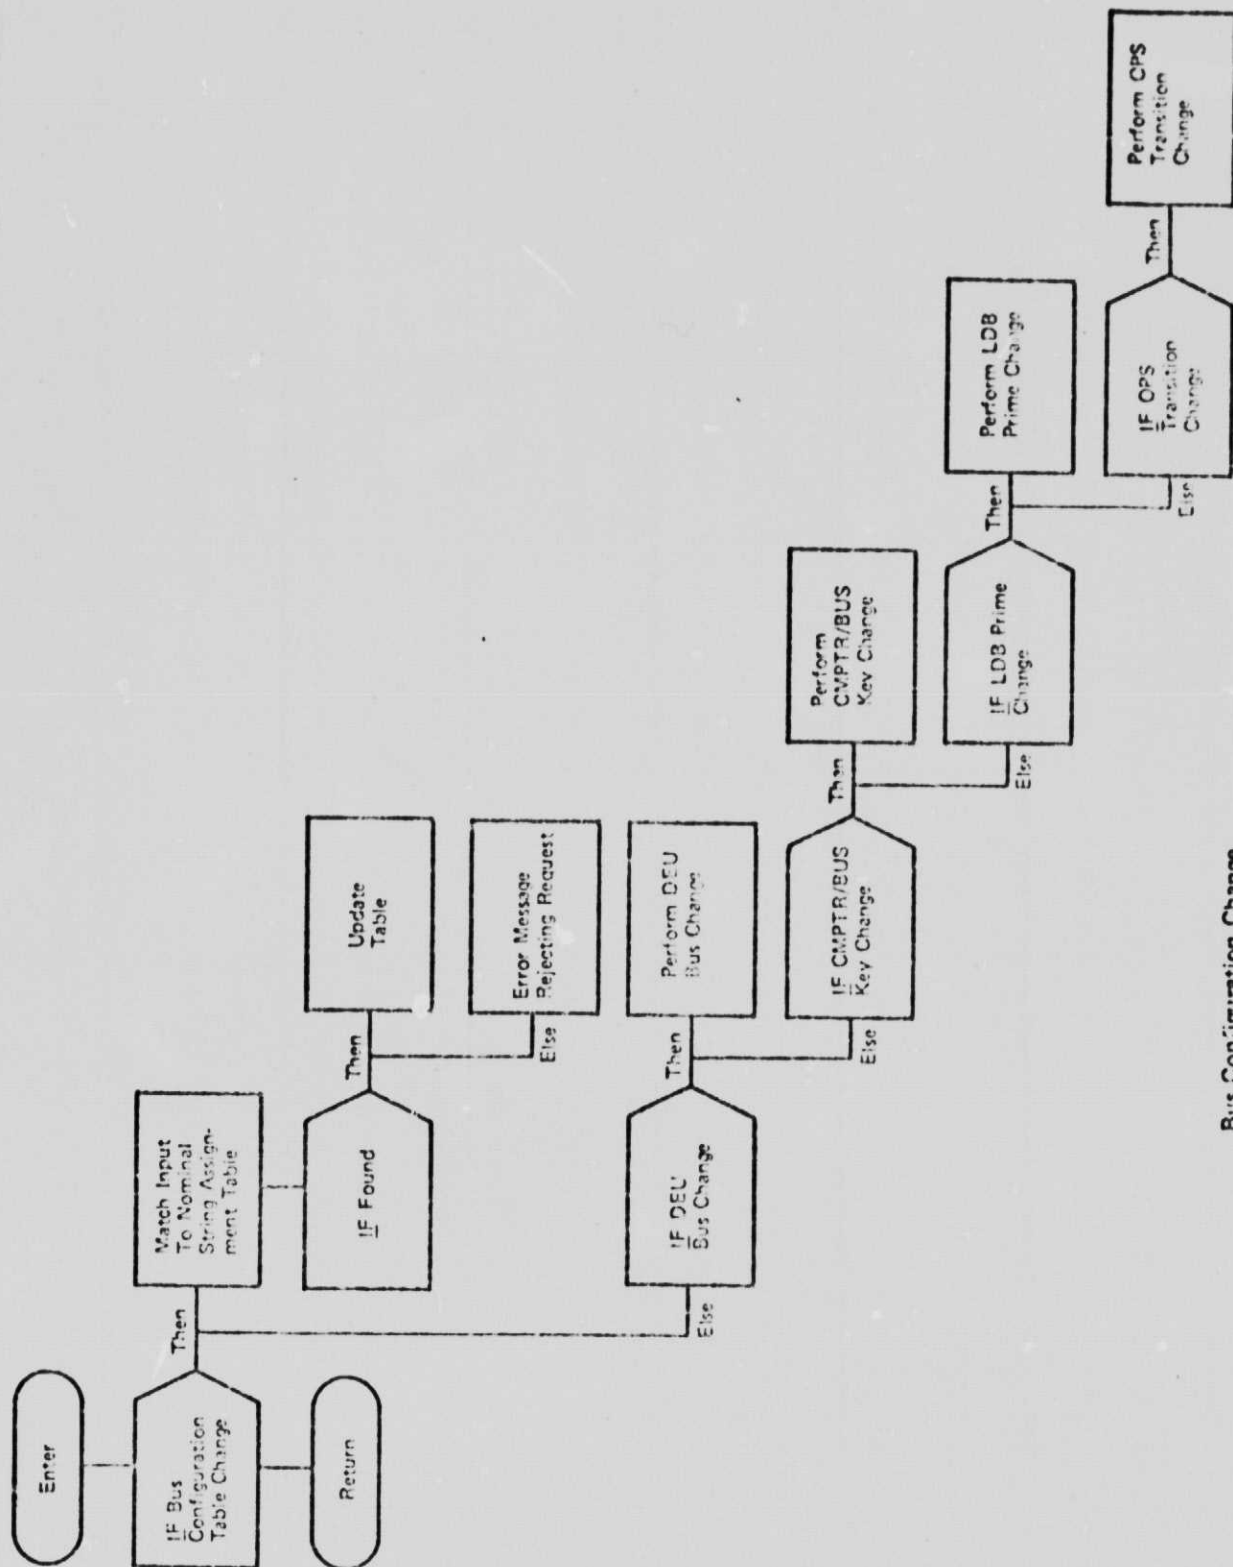 Enter
IF Bus
Configuration
Table Change
Return
Then
Match Input
To Nominal
String Assign-
ment Table
IF Found
Then
Update
Table
Else
Error Message
Rejecting Request
Else
IF DEU
Bus Change
Then
Perform DEU
Bus Change
Else
IF CMPTR/BUS
Key Change
Then
Perform
CMPTR/BUS
Key Change
Else
IF LDB Prime
Change
Then
Perform LDB
Prime Change
Else
IF OPS
Transition
Change
Then
Perform OPS
Transition
Change
Bus Configuration Change